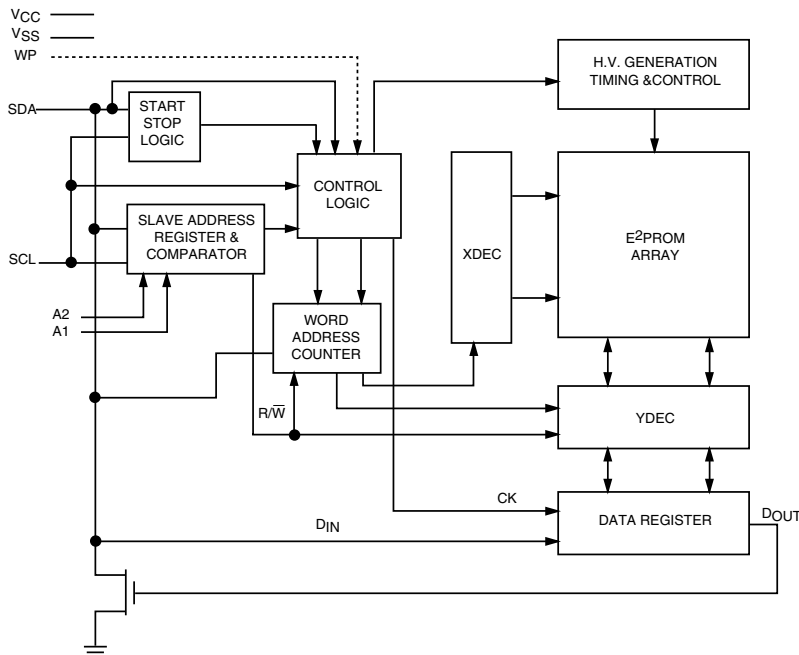 VCC
VSS
WP
SDA
START
STOP
LOGIC
H.V. GENERATION
TIMING &CONTROL
CONTROL
LOGIC
SLAVE ADDRESS
REGISTER &
COMPARATOR
SCL
A2
A1
XDEC
E2PROM
ARRAY
WORD
ADDRESS
COUNTER
R/W̅
YDEC
CK
DIN
DATA REGISTER
DOUT